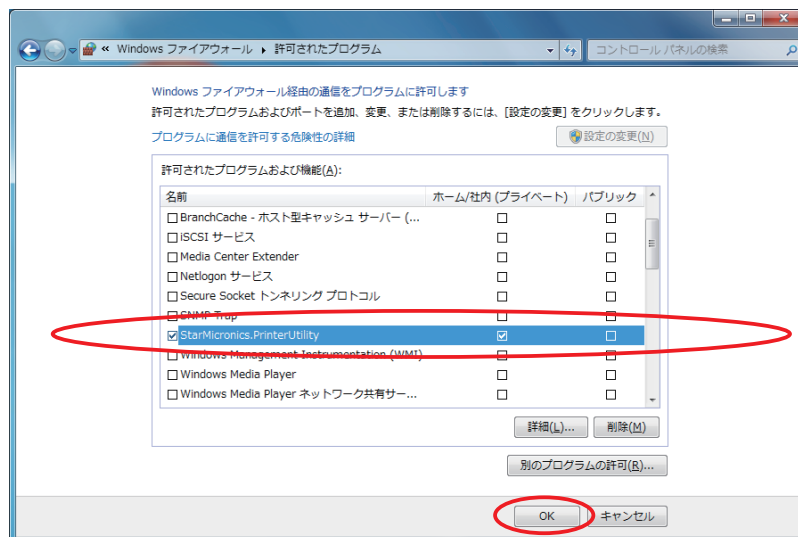 « Windows ファイアウォール ▸ 許可されたプログラム
コントロール パネルの検索
Windows ファイアウォール経由の通信をプログラムに許可します
許可されたプログラムおよびポートを追加、変更、または削除するには、[設定の変更] をクリックします。
プログラムに通信を許可する危険性の詳細
設定の変更(N)
許可されたプログラムおよび機能(A):
名前 ホーム/社内 (プライベート) パブリック
BranchCache - ホスト型キャッシュ サーバー (...
iSCSI サービス
Media Center Extender
Netlogon サービス
Secure Socket トンネリング プロトコル
SNMP Trap
StarMicronics.PrinterUtility
Windows Management Instrumentation (WMI)
Windows Media Player
Windows Media Player ネットワーク共有サー...
詳細(L)... 削除(M)
別のプログラムの許可(R)...
OK キャンセル